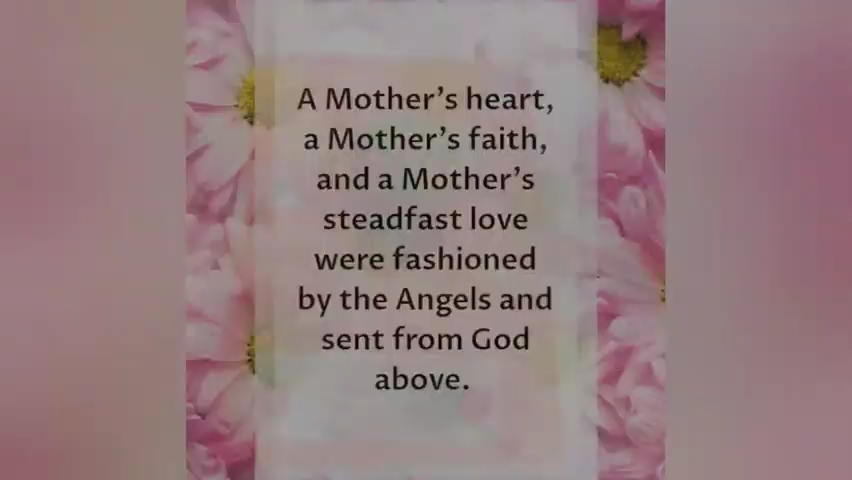 A Mother's heart,
a Mother's faith,
and a Mother's
steadfast love
were fashioned
by the Angels and
sent from God
above.